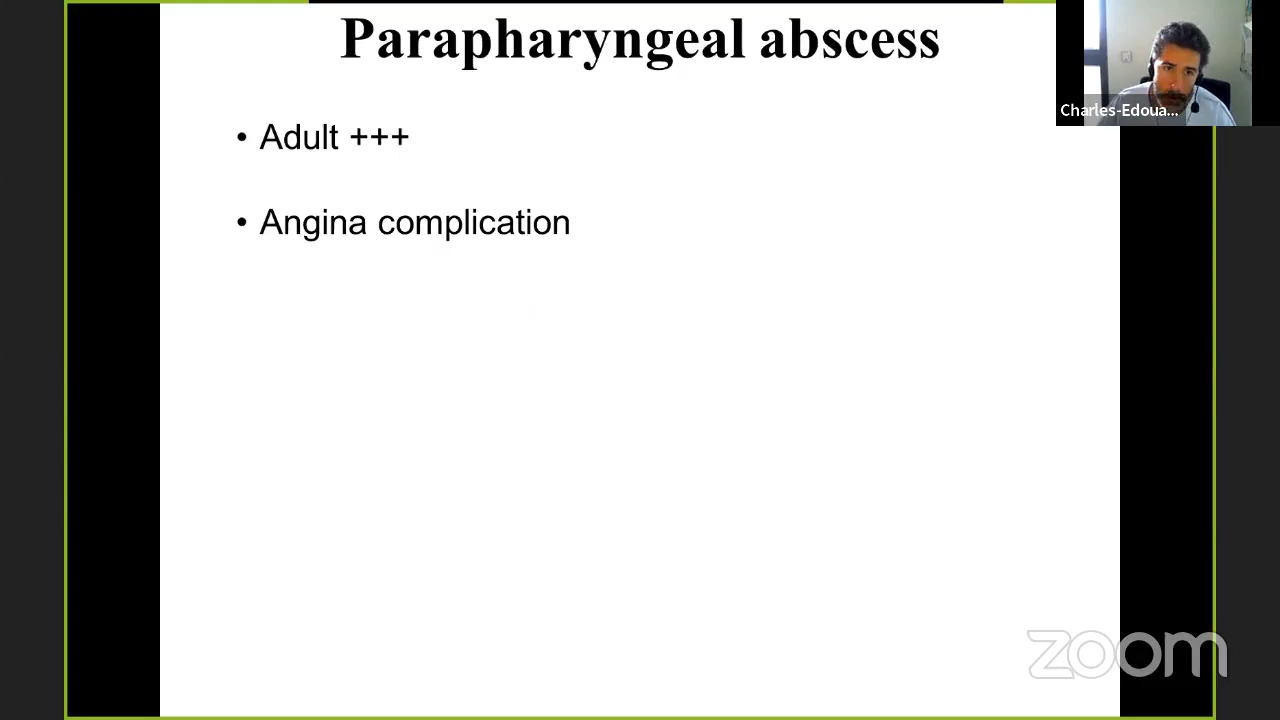 Parapharyngeal abscess
Charles-Edoua...
• Adult +++
• Angina complication
zoom